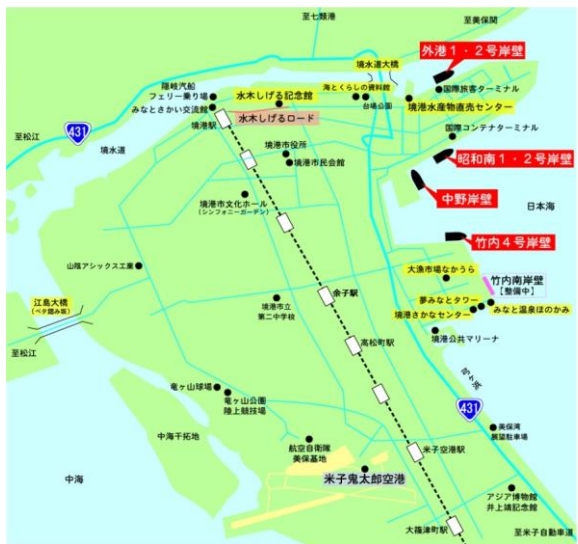 至七類港
至美保関
外港1・2号岸壁
境水道大橋
隠岐汽船
フェリー乗り場
水木しげる記念館
海とくらしの資料館
国際旅客ターミナル
みなとさかい交流館
台場公園
境港水産物直売センター
境港駅
水木しげるロード
至松江
431
境水道
国際コンテナターミナル
境港市役所
昭和南1・2号岸壁
境港市民会館
中野岸壁
境港市文化ホール
(シンフォニーガーデン)
日本海
竹内4号岸壁
山陰アシックス工業
大漁市場なかうら
竹内南岸壁
【整備中】
江島大橋
(ベタ踏み坂)
余子駅
夢みなとタワー
みなと温泉ほのかみ
境港市立
第二中学校
境港さかなセンター
境港公共マリーナ
至松江
高松町駅
弓ヶ浜
竜ヶ山球場
竜ヶ山公園
陸上競技場
431
美保湾
展望駐車場
中海干拓地
航空自衛隊
美保基地
米子空港駅
中海
米子鬼太郎空港
アジア博物館
井上靖記念館
大篠津町駅
至米子自動車道